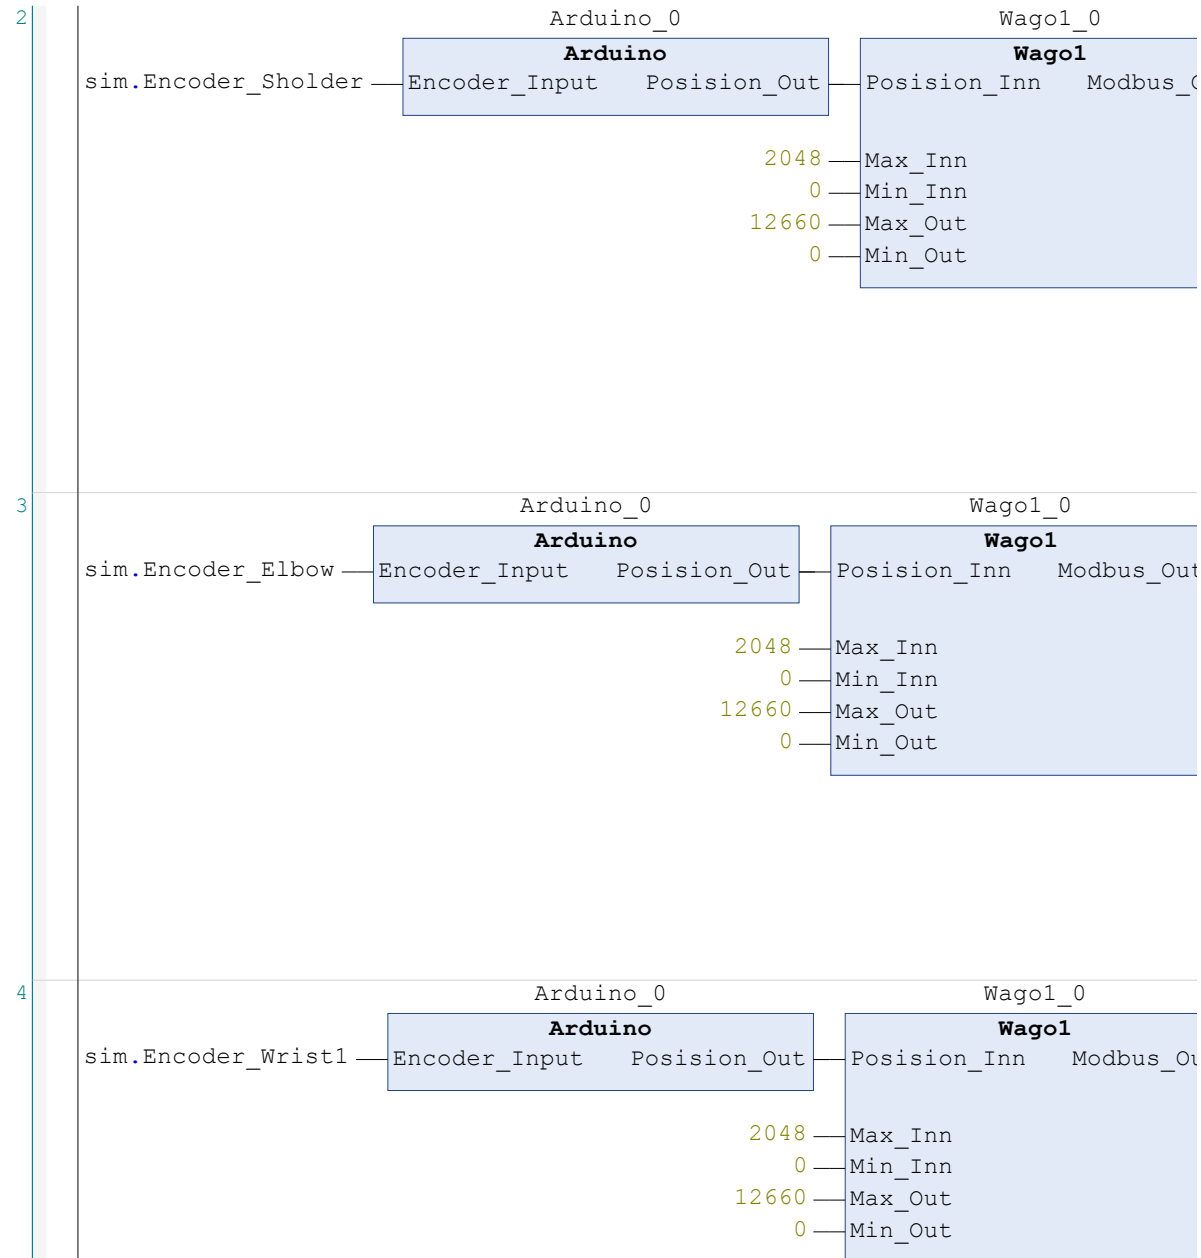 2
Arduino_0 Wago1_0
Arduino Wago1
sim.Encoder_Sholder Encoder_Input Posision_Out Posision_Inn Modbus_
2048 Max_Inn
0 Min_Inn
12660 Max_Out
0 Min_Out
3
Arduino_0 Wago1_0
Arduino Wago1
sim.Encoder_Elbow Encoder_Input Posision_Out Posision_Inn Modbus_Out
2048 Max_Inn
0 Min_Inn
12660 Max_Out
0 Min_Out
4
Arduino_0 Wago1_0
Arduino Wago1
sim.Encoder_Wrist1 Encoder_Input Posision_Out Posision_Inn Modbus_Ou
2048 Max_Inn
0 Min_Inn
12660 Max_Out
0 Min_Out